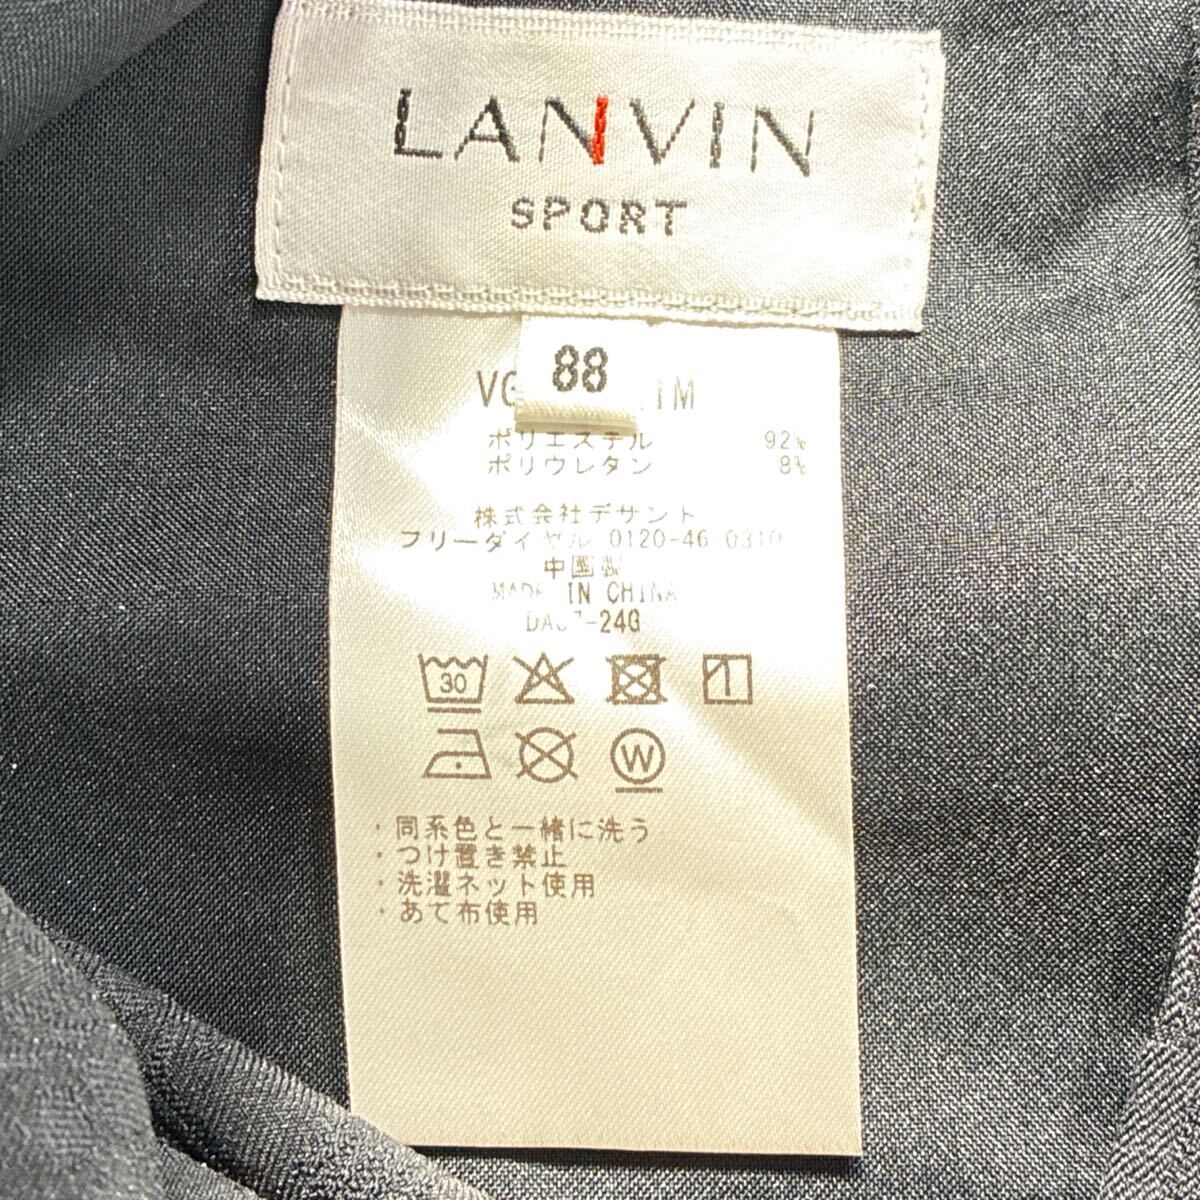 LANVIN
SPORT
88
ポリエステル 92%
ポリウレタン 8%
株式会社デサント
フリーダイヤル 0120-46-0310
中国製
MADE IN CHINA
30
W
・同系色と一緒に洗う
・つけ置き禁止
・洗濯ネット使用
・あて布使用